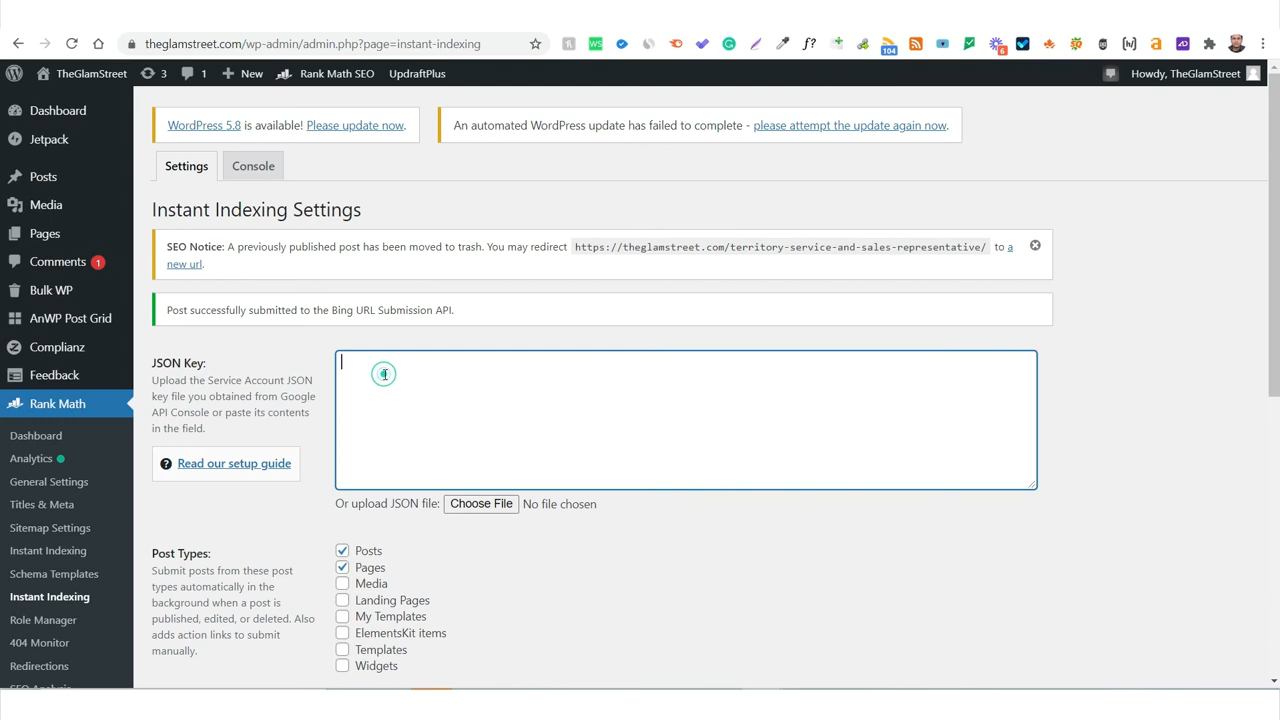 theglamstreet.com/wp-admin/admin.php?page=instant-indexing
104
6
TheGlamStreet
3
1
New
Rank Math SEO
UpdraftPlus
Howdy, TheGlamStreet
Dashboard
Jetpack
Posts
Media
Pages
Comments 1
Bulk WP
AnWP Post Grid
Complianz
Feedback
Rank Math
Dashboard
Analytics
General Settings
Titles & Meta
Sitemap Settings
Instant Indexing
Schema Templates
Instant Indexing
Role Manager
404 Monitor
Redirections
SEO Analysis
WordPress 5.8 is available! Please update now.
An automated WordPress update has failed to complete - please attempt the update again now.
Settings
Console
Instant Indexing Settings
SEO Notice: A previously published post has been moved to trash. You may redirect https://theglamstreet.com/territory-service-and-sales-representative/ to a
new url.
Post successfully submitted to the Bing URL Submission API.
JSON Key:
Upload the Service Account JSON
key file you obtained from Google
API Console or paste its contents
in the field.
Read our setup guide
Or upload JSON file: Choose File No file chosen
Post Types:
Submit posts from these post
types automatically in the
background when a post is
published, edited, or deleted. Also
adds action links to submit
manually.
Posts
Pages
Media
Landing Pages
My Templates
ElementsKit items
Templates
Widgets